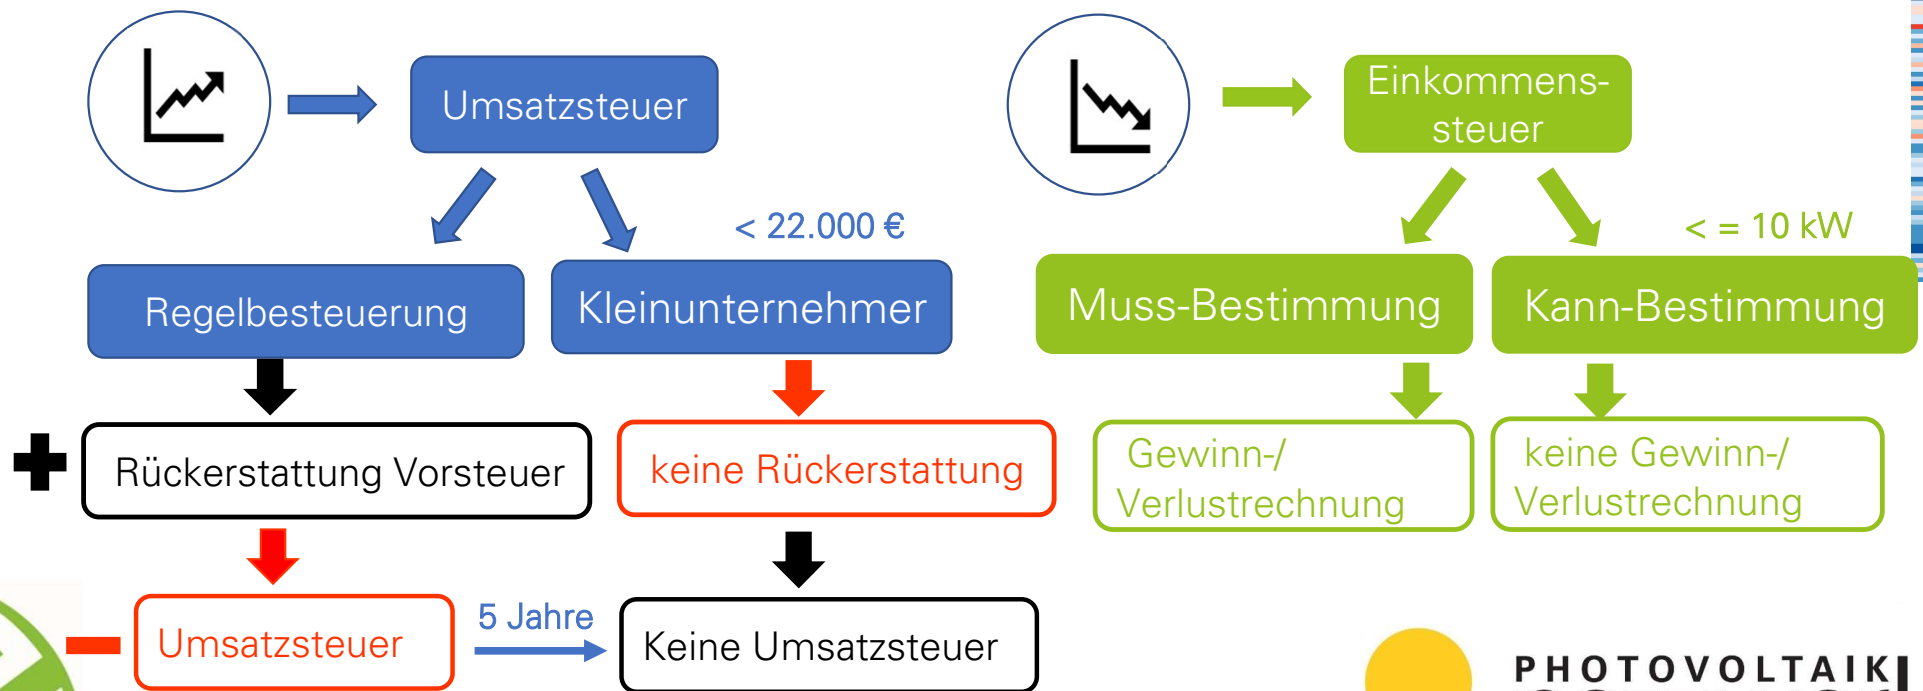 Umsatzsteuer
< 22.000 €
Regelbesteuerung
Kleinunternehmer
Rückerstattung Vorsteuer
keine Rückerstattung
Umsatzsteuer
5 Jahre
Keine Umsatzsteuer
Einkommens-
steuer
< = 10 kW
Muss-Bestimmung
Kann-Bestimmung
Gewinn-/
Verlustrechnung
keine Gewinn-/
Verlustrechnung
PHOTOVOLTAIK